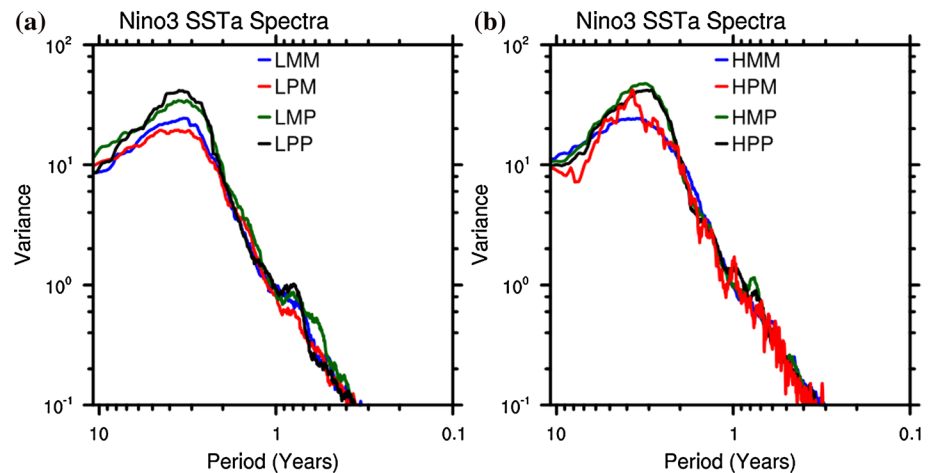 (a) Nino3 SSTa Spectra
10²
10¹
10⁰
10⁻¹
Variance
LMM
LPM
LMP
LPP
10 1 0.1
Period (Years)
(b) Nino3 SSTa Spectra
10²
10¹
10⁰
10⁻¹
Variance
HMM
HPM
HMP
HPP
10 1 0.1
Period (Years)